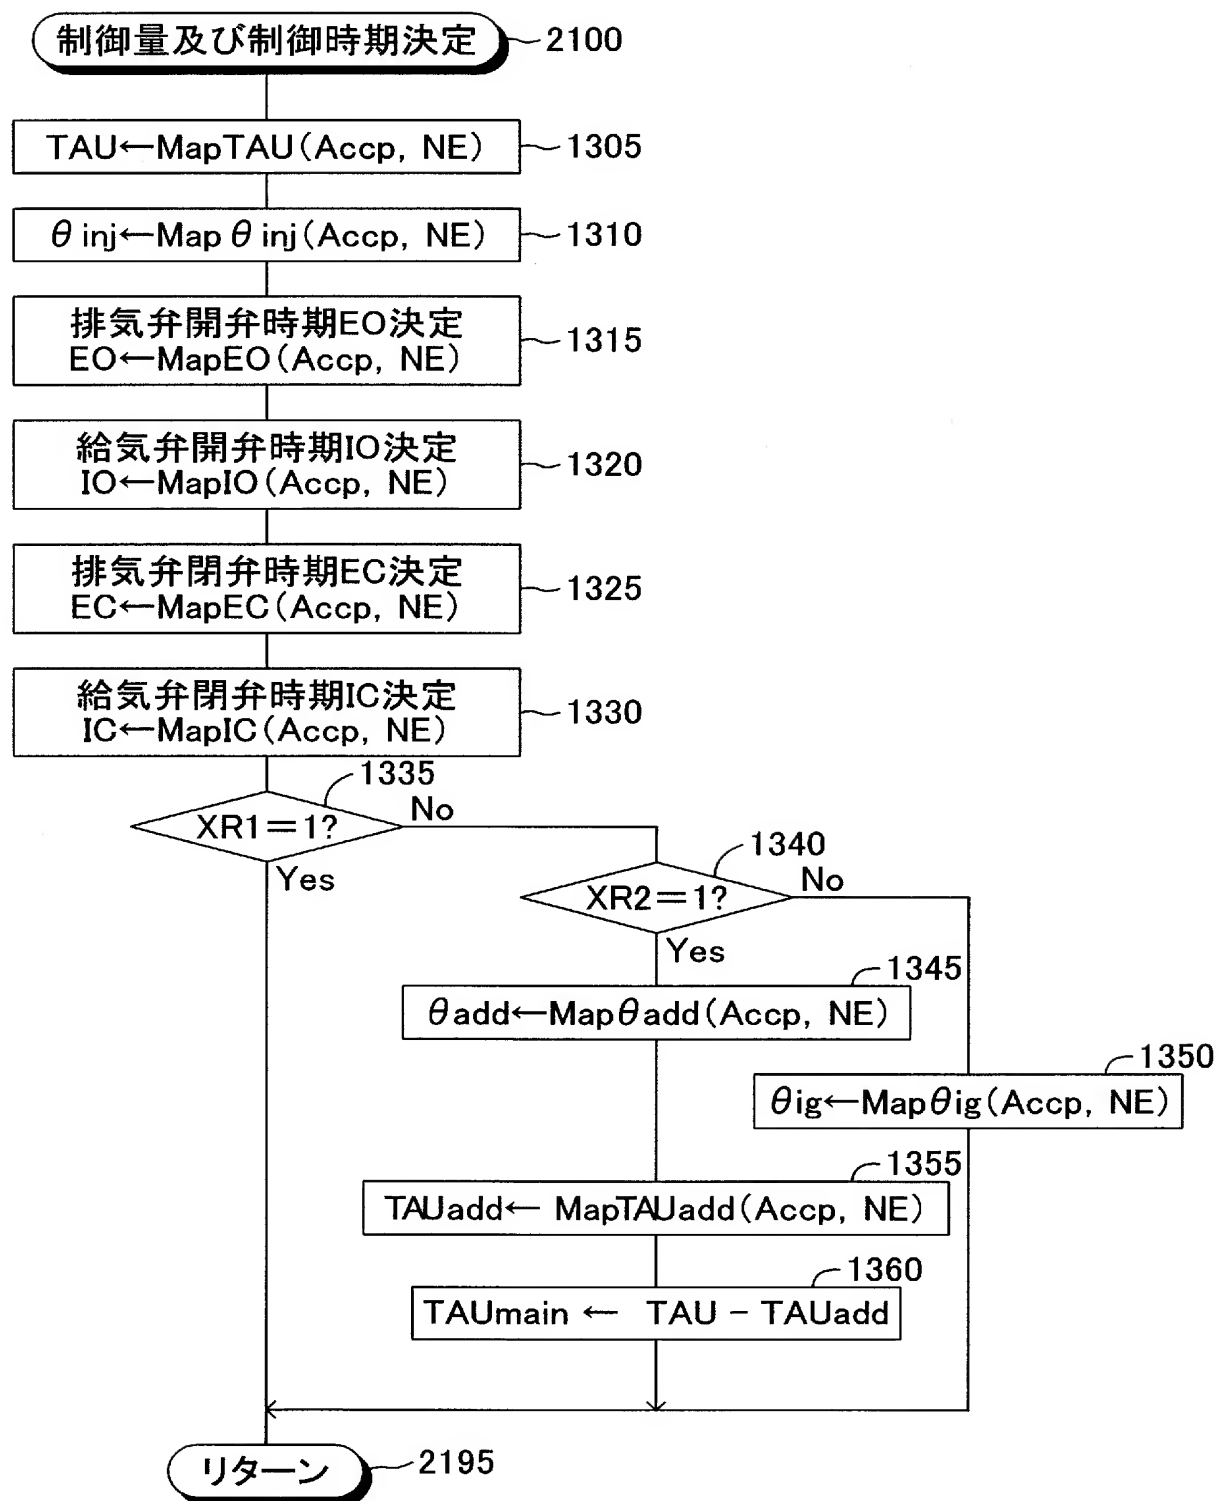 制御量及び制御時期決定
2100
TAU←MapTAU(Accp, NE)
1305
θinj←Mapθinj(Accp, NE)
1310
排気弁開弁時期EO決定
EO←MapEO(Accp, NE)
1315
給気弁開弁時期IO決定
IO←MapIO(Accp, NE)
1320
排気弁閉弁時期EC決定
EC←MapEC(Accp, NE)
1325
給気弁閉弁時期IC決定
IC←MapIC(Accp, NE)
1330
1335
XR1=1?
No
Yes
1340
XR2=1?
No
Yes
1345
θadd←Mapθadd(Accp, NE)
1350
θig←Mapθig(Accp, NE)
1355
TAUadd← MapTAUadd(Accp, NE)
1360
TAUmain ← TAU - TAUadd
リターン
2195